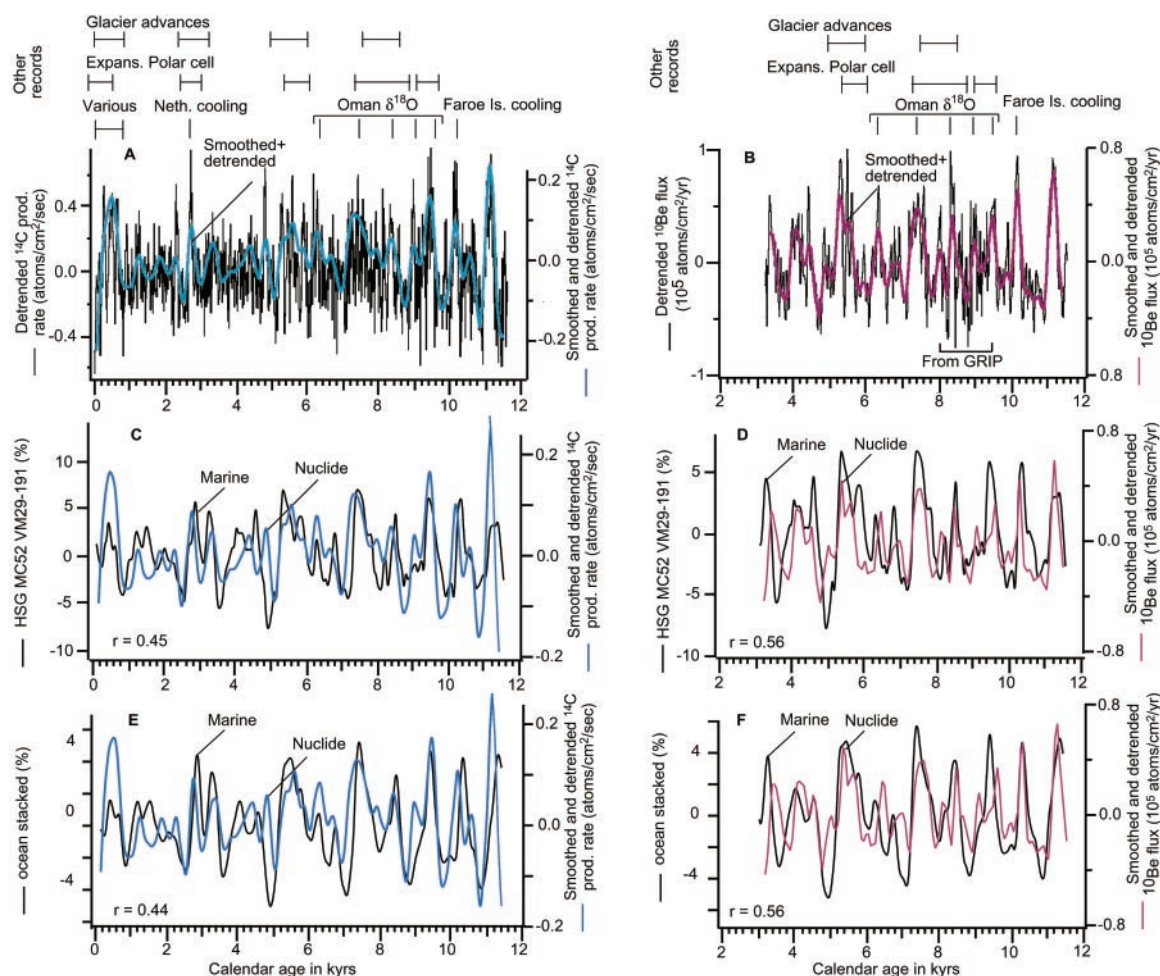 Glacier advances
Other records
Expans. Polar cell
Various
Neth. cooling
Oman δ¹⁸O
Faroe Is. cooling
A
Smoothed+
detrended
Detrended ¹⁴C prod.
rate (atoms/cm²/sec)
0.4
0.0
-0.4
0.2
0.0
-0.2
Smoothed and detrended ¹⁴C
prod. rate (atoms/cm²/sec)
0 2 4 6 8 10 12
Glacier advances
Other records
Expans. Polar cell
Oman δ¹⁸O
Faroe Is. cooling
B
Smoothed+
detrended
From GRIP
Detrended ¹⁰Be flux
(10⁵ atoms/cm²/yr)
1
0
-1
0.8
0.0
0.8
Smoothed and detrended
¹⁰Be flux (10⁵ atoms/cm²/yr)
2 4 6 8 10 12
C
Marine
Nuclide
HSG MC52 VM29-191 (%)
10
5
0
-5
-10
r = 0.45
0.2
0.0
-0.2
Smoothed and detrended ¹⁴C
prod. rate (atoms/cm²/sec)
0 2 4 6 8 10 12
D
Marine
Nuclide
HSG MC52 VM29-191 (%)
5
0
-5
-10
r = 0.56
0.8
0.0
-0.8
Smoothed and detrended
¹⁰Be flux (10⁵ atoms/cm²/yr)
2 4 6 8 10 12
E
Marine
Nuclide
ocean stacked (%)
4
2
0
-2
-4
r = 0.44
0.2
0.0
-0.2
Smoothed and detrended ¹⁴C
prod. rate (atoms/cm²/sec)
0 2 4 6 8 10 12
Calendar age in kyrs
F
Marine
Nuclide
ocean stacked (%)
4
0
-4
r = 0.56
0.8
0.0
-0.8
Smoothed and detrended
¹⁰Be flux (10⁵ atoms/cm²/yr)
2 4 6 8 10 12
Calendar age in kyrs